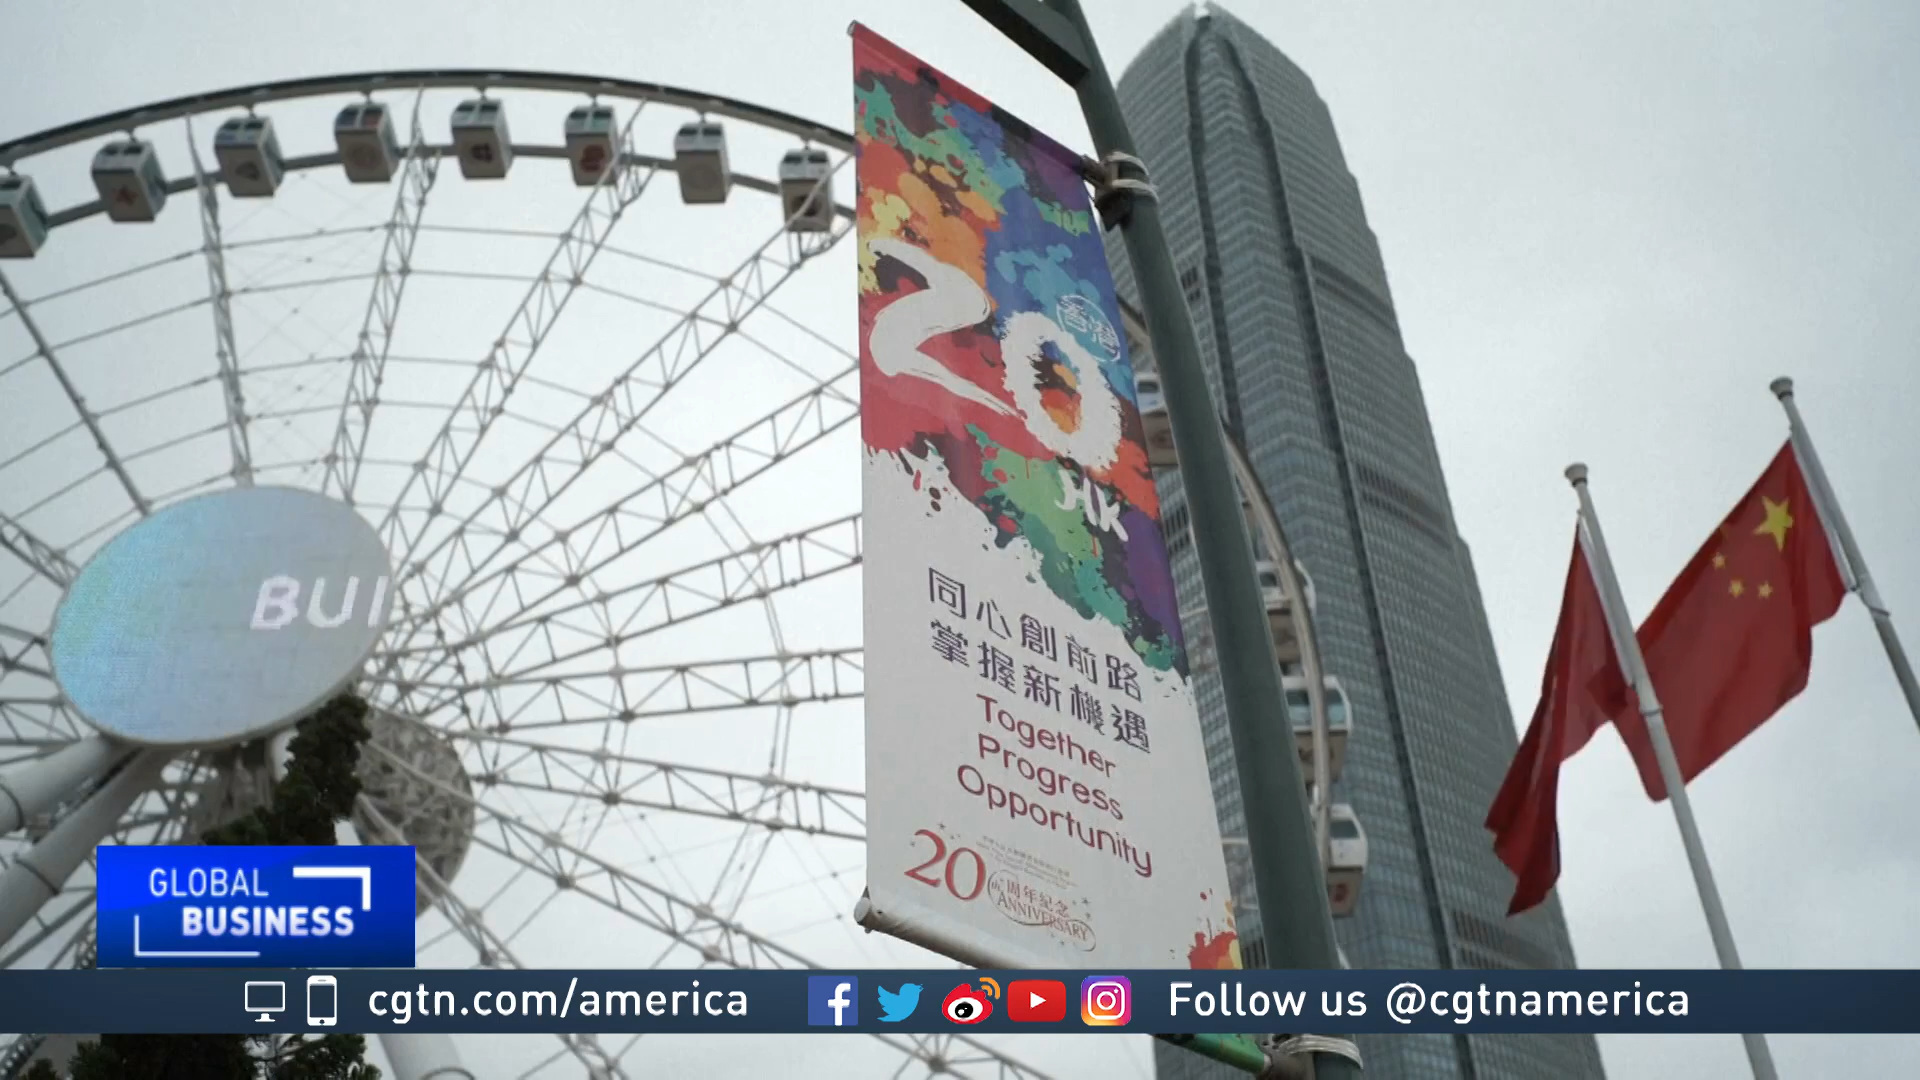 20
香港
HK
同心創前路
掌握新機遇
Together
Progress
Opportunity
20
th
周年紀念
ANNIVERSARY
BUI
GLOBAL
BUSINESS
cgtn.com/america
Follow us @cgtnamerica